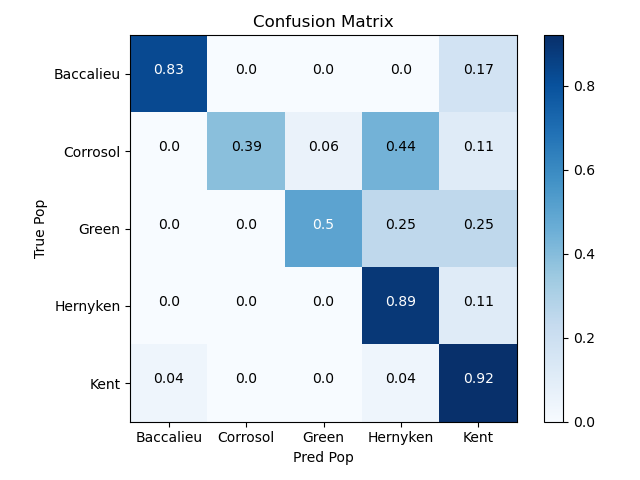 Confusion Matrix
True Pop
Baccalieu 0.83 0.0 0.0 0.0 0.17
Corrosol 0.0 0.39 0.06 0.44 0.11
Green 0.0 0.0 0.5 0.25 0.25
Hernyken 0.0 0.0 0.0 0.89 0.11
Kent 0.04 0.0 0.0 0.04 0.92
Baccalieu Corrosol Green Hernyken Kent
Pred Pop
0.8
0.6
0.4
0.2
0.0